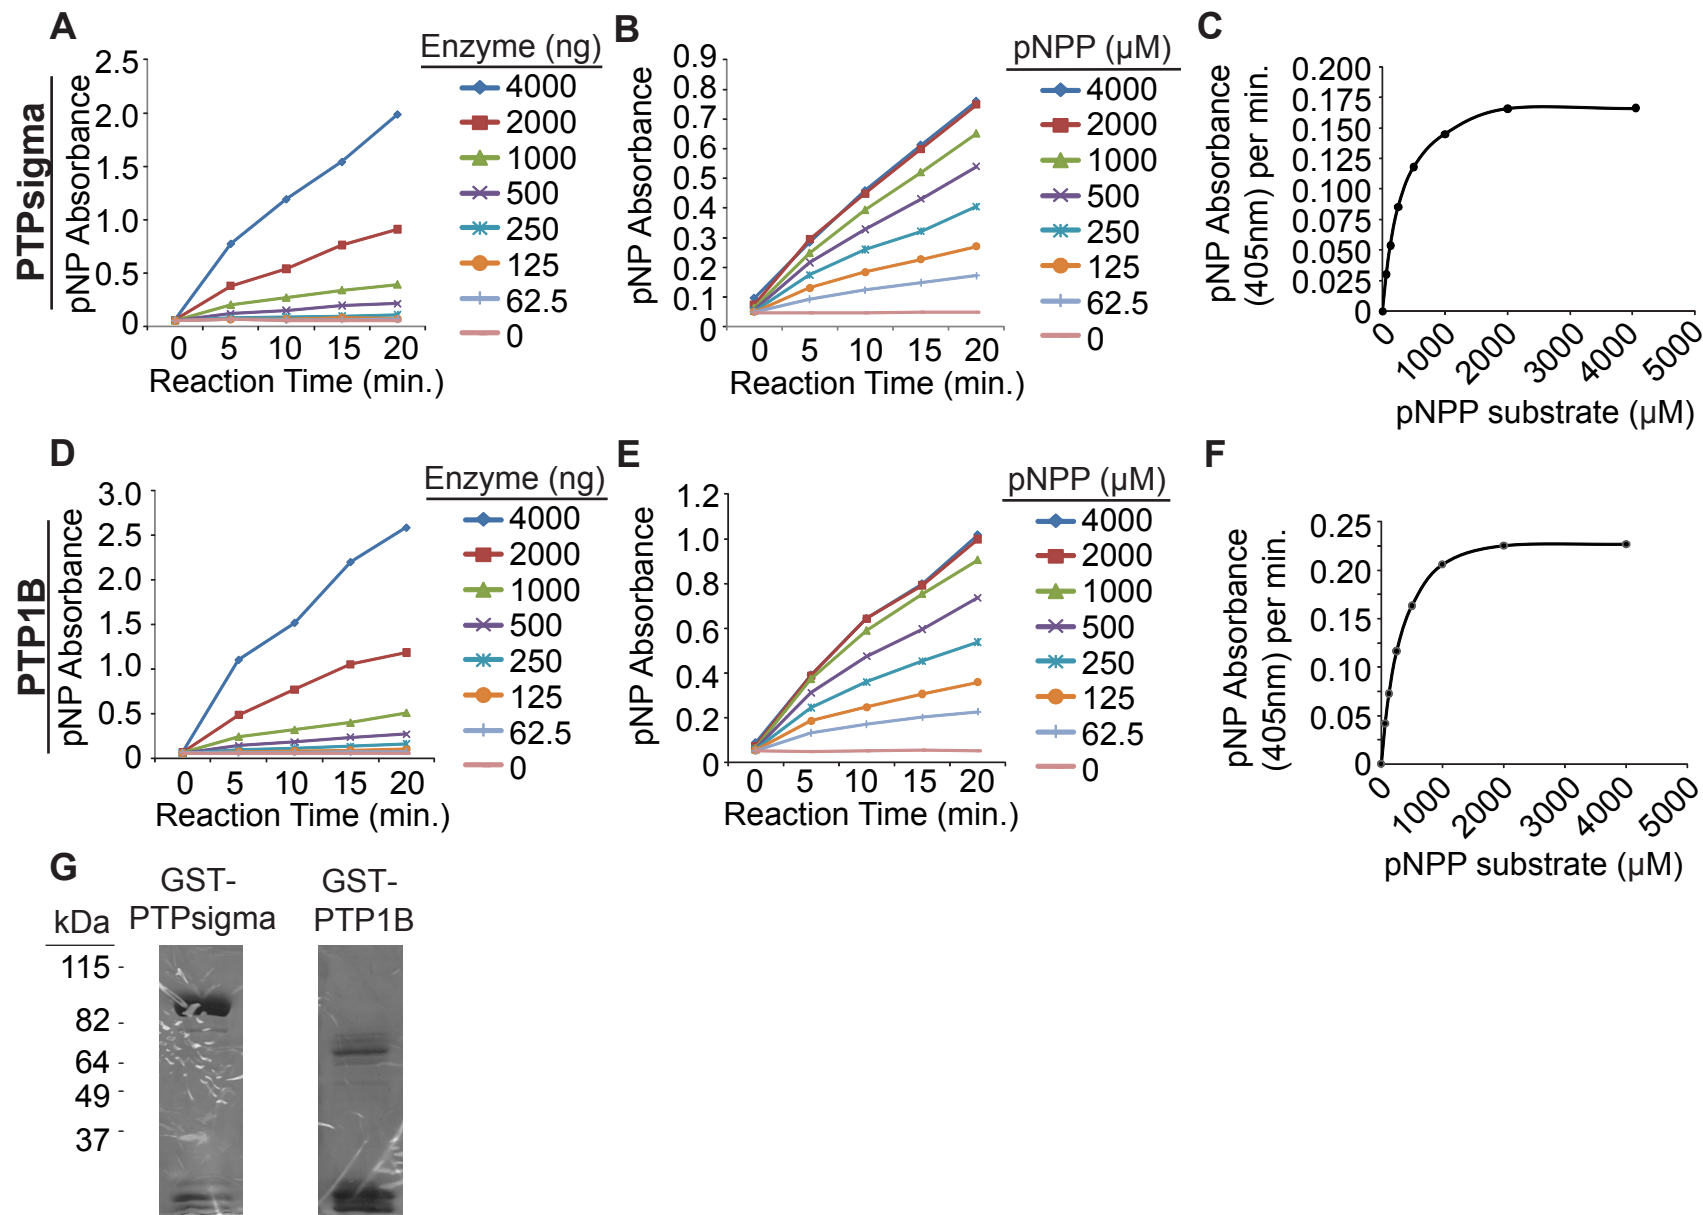 A
PTPsigma
pNP Absorbance
2.5
2.0
1.5
1.0
0.5
0
0 5 10 15 20
Reaction Time (min.)
Enzyme (ng)
4000
2000
1000
500
250
125
62.5
0
B
pNP Absorbance
0.9
0.8
0.7
0.6
0.5
0.4
0.3
0.2
0.1
0
0 5 10 15 20
Reaction Time (min.)
pNPP (µM)
4000
2000
1000
500
250
125
62.5
0
C
pNP Absorbance
(405nm) per min.
0.200
0.175
0.150
0.125
0.100
0.075
0.050
0.025
0
0 1000 2000 3000 4000 5000
pNPP substrate (µM)
D
PTP1B
pNP Absorbance
3.0
2.5
2.0
1.5
1.0
0.5
0
0 5 10 15 20
Reaction Time (min.)
Enzyme (ng)
4000
2000
1000
500
250
125
62.5
0
E
pNP Absorbance
1.2
1.0
0.8
0.6
0.4
0.2
0
0 5 10 15 20
Reaction Time (min.)
pNPP (µM)
4000
2000
1000
500
250
125
62.5
0
F
pNP Absorbance
(405nm) per min.
0.25
0.20
0.15
0.10
0.05
0
0 1000 2000 3000 4000 5000
pNPP substrate (µM)
G
kDa
GST-
PTPsigma
GST-
PTP1B
115 -
82 -
64 -
49 -
37 -